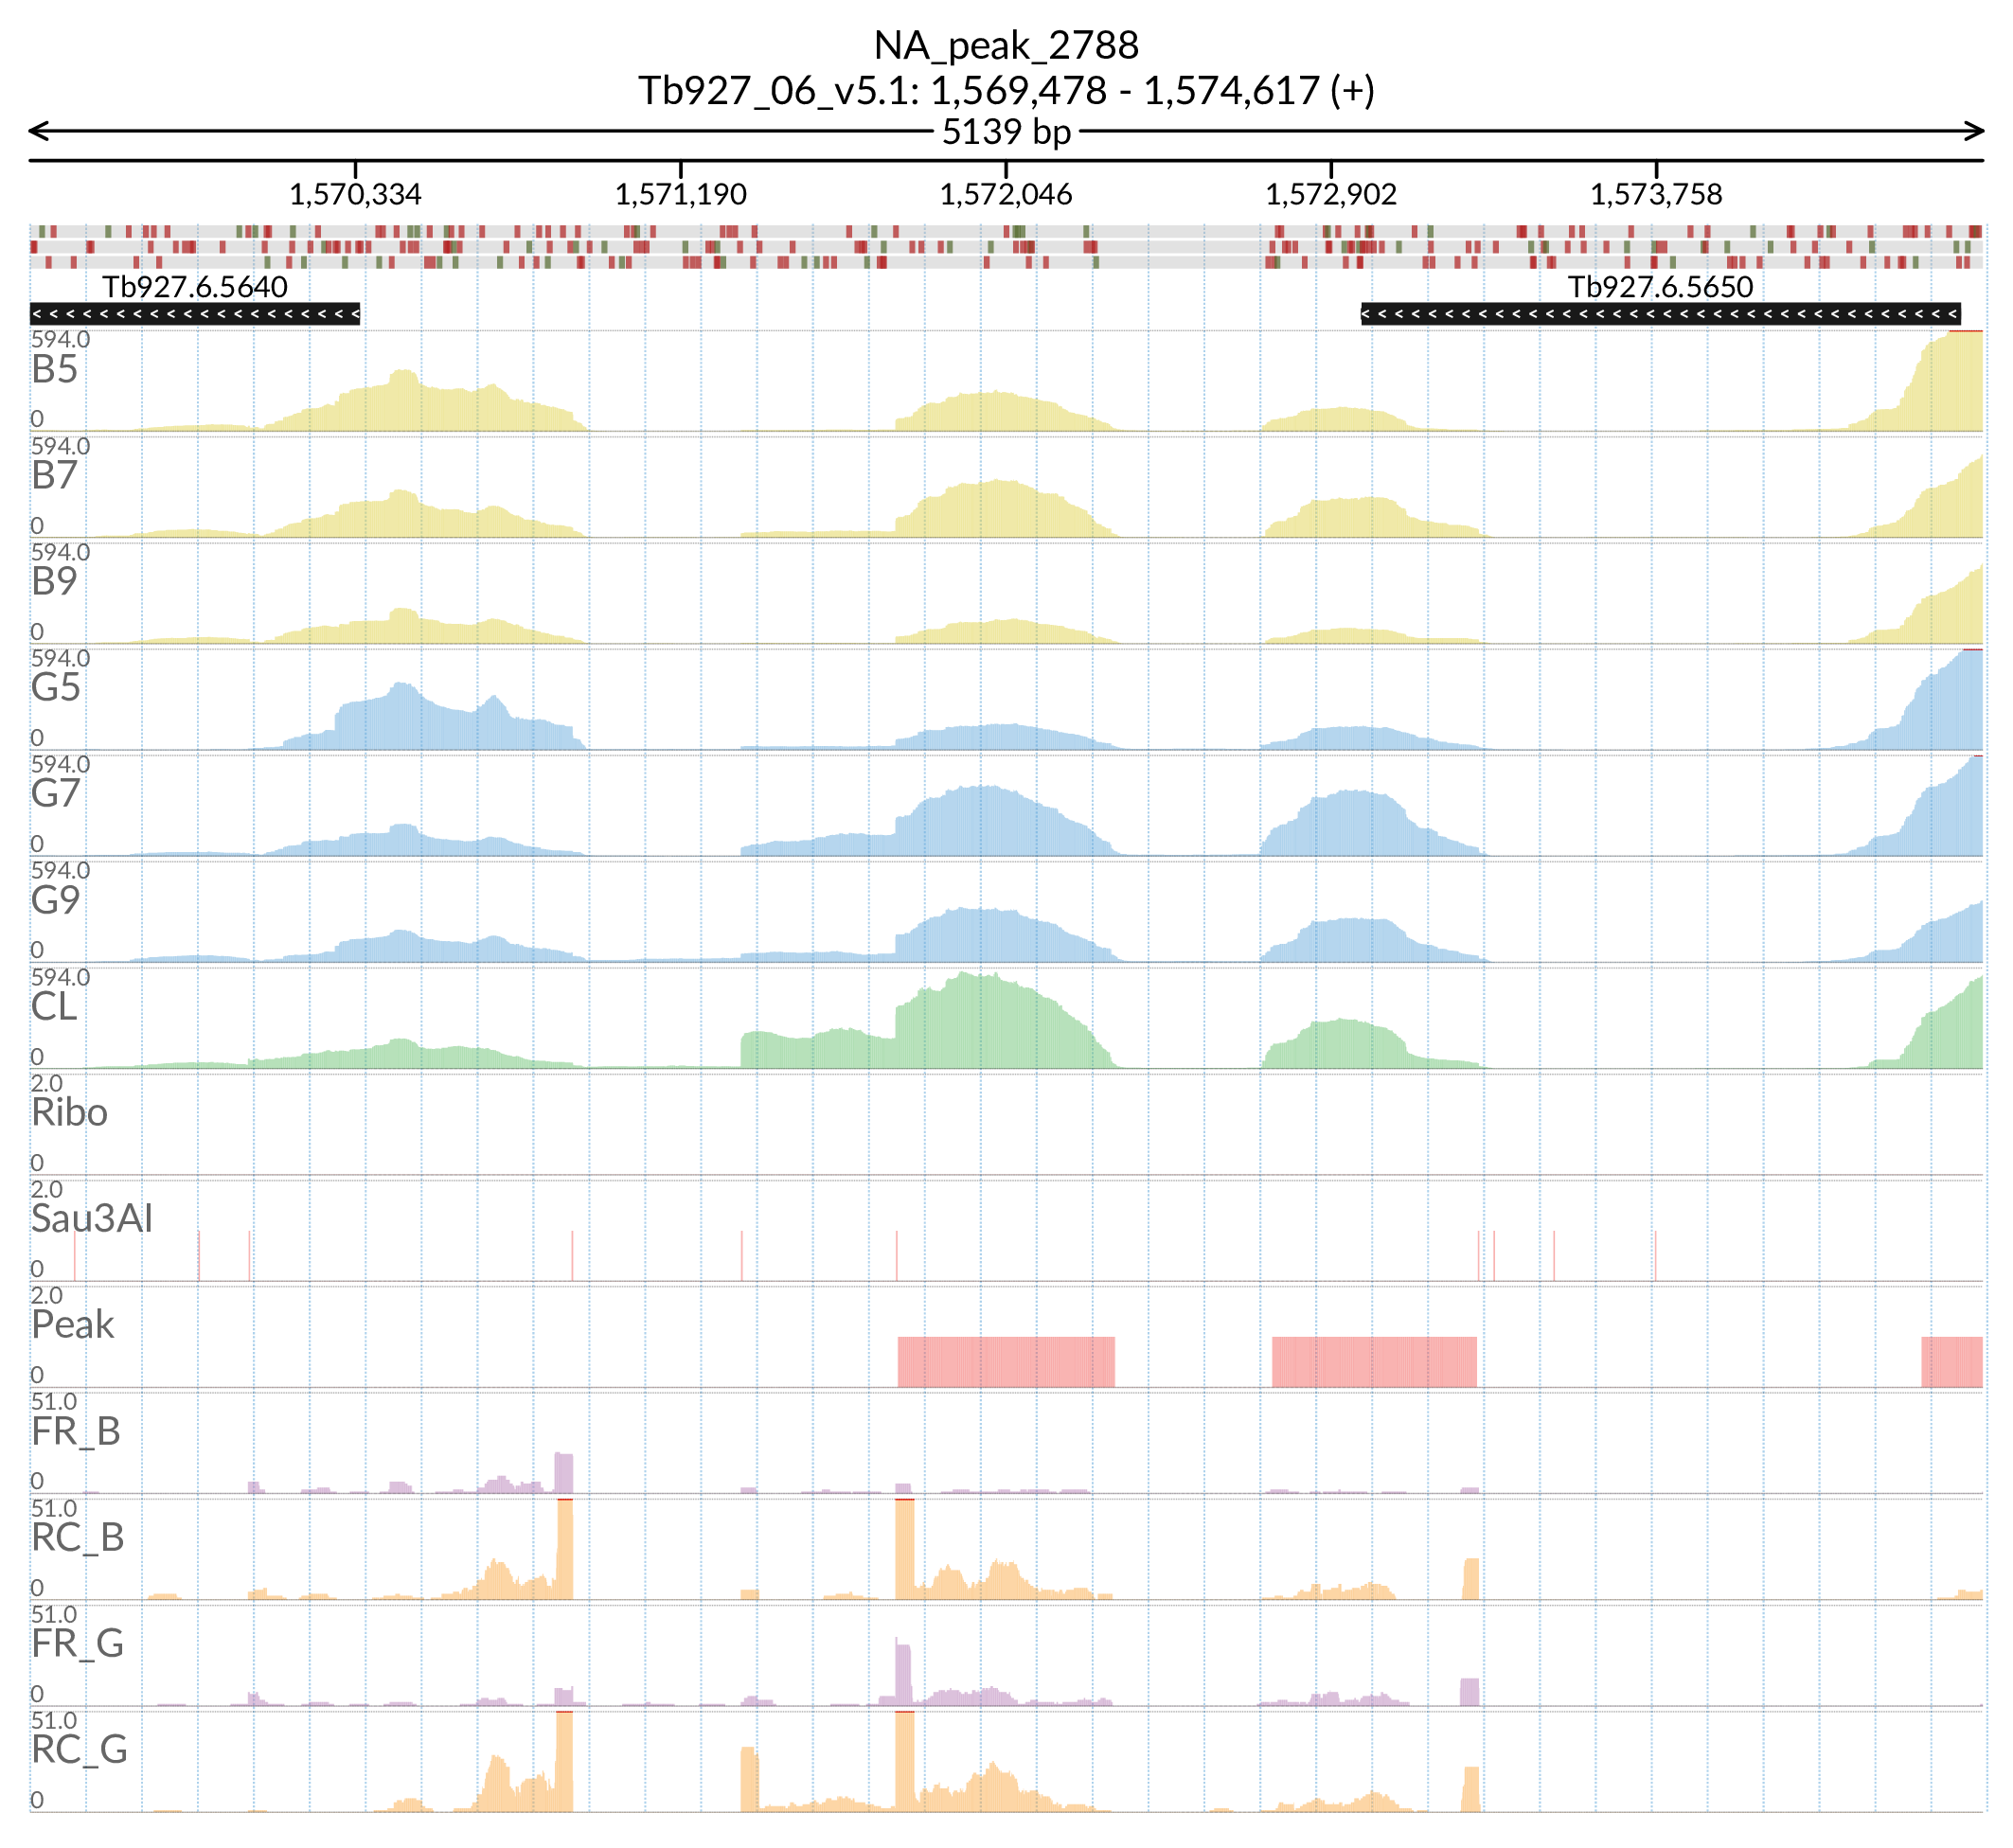 NA_peak_2788
Tb927_06_v5.1: 1,569,478 - 1,574,617 (+)
5139 bp
1,570,334 1,571,190 1,572,046 1,572,902 1,573,758
Tb927.6.5640 Tb927.6.5650
594.0
B5
0
594.0
B7
0
594.0
B9
0
594.0
G5
0
594.0
G7
0
594.0
G9
0
594.0
CL
0
2.0
Ribo
0
2.0
Sau3AI
0
2.0
Peak
0
51.0
FR_B
0
51.0
RC_B
0
51.0
FR_G
0
51.0
RC_G
0